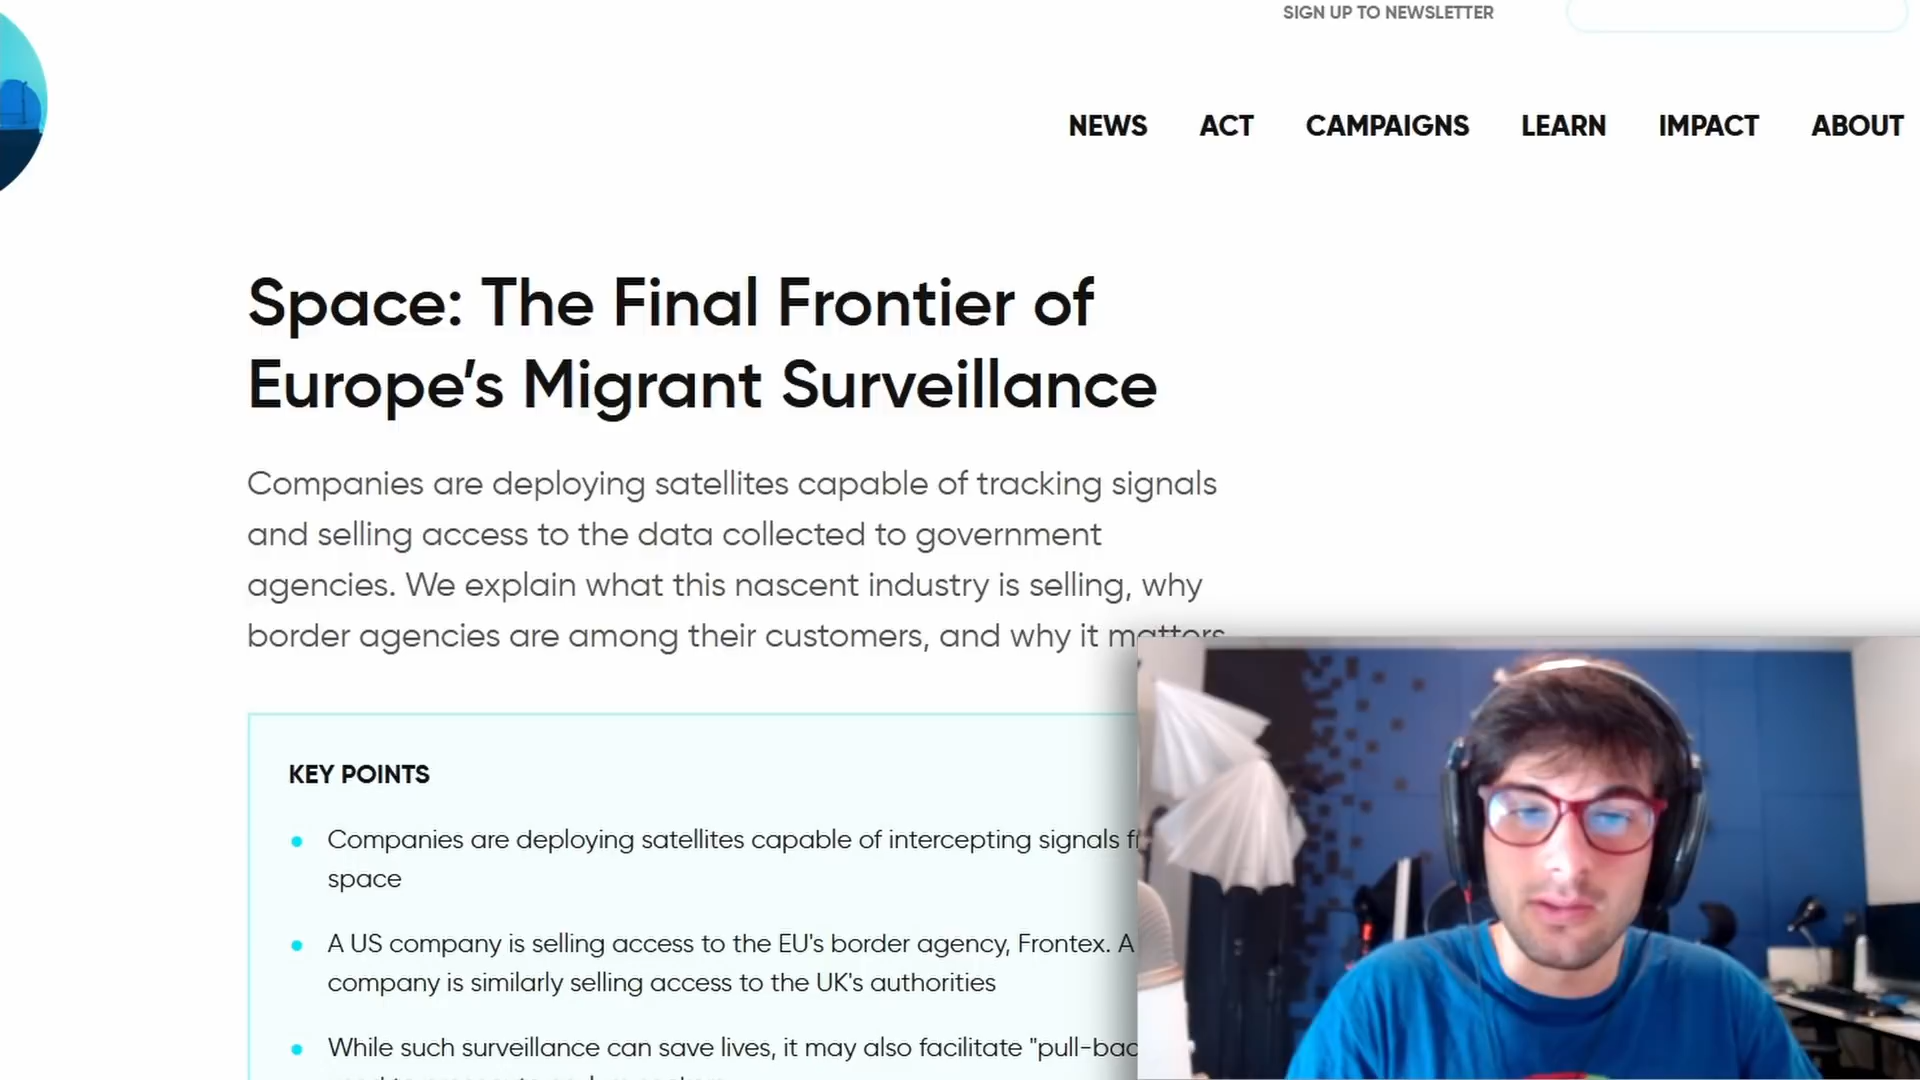 SIGN UP TO NEWSLETTER
NEWS ACT CAMPAIGNS LEARN IMPACT ABOUT
Space: The Final Frontier of
Europe’s Migrant Surveillance
Companies are deploying satellites capable of tracking signals
and selling access to the data collected to government
agencies. We explain what this nascent industry is selling, why
border agencies are among their customers, and why it matters
KEY POINTS
Companies are deploying satellites capable of intercepting signals
space
A US company is selling access to the EU's border agency, Frontex. A
company is similarly selling access to the UK's authorities
While such surveillance can save lives, it may also facilitate "pull-bac